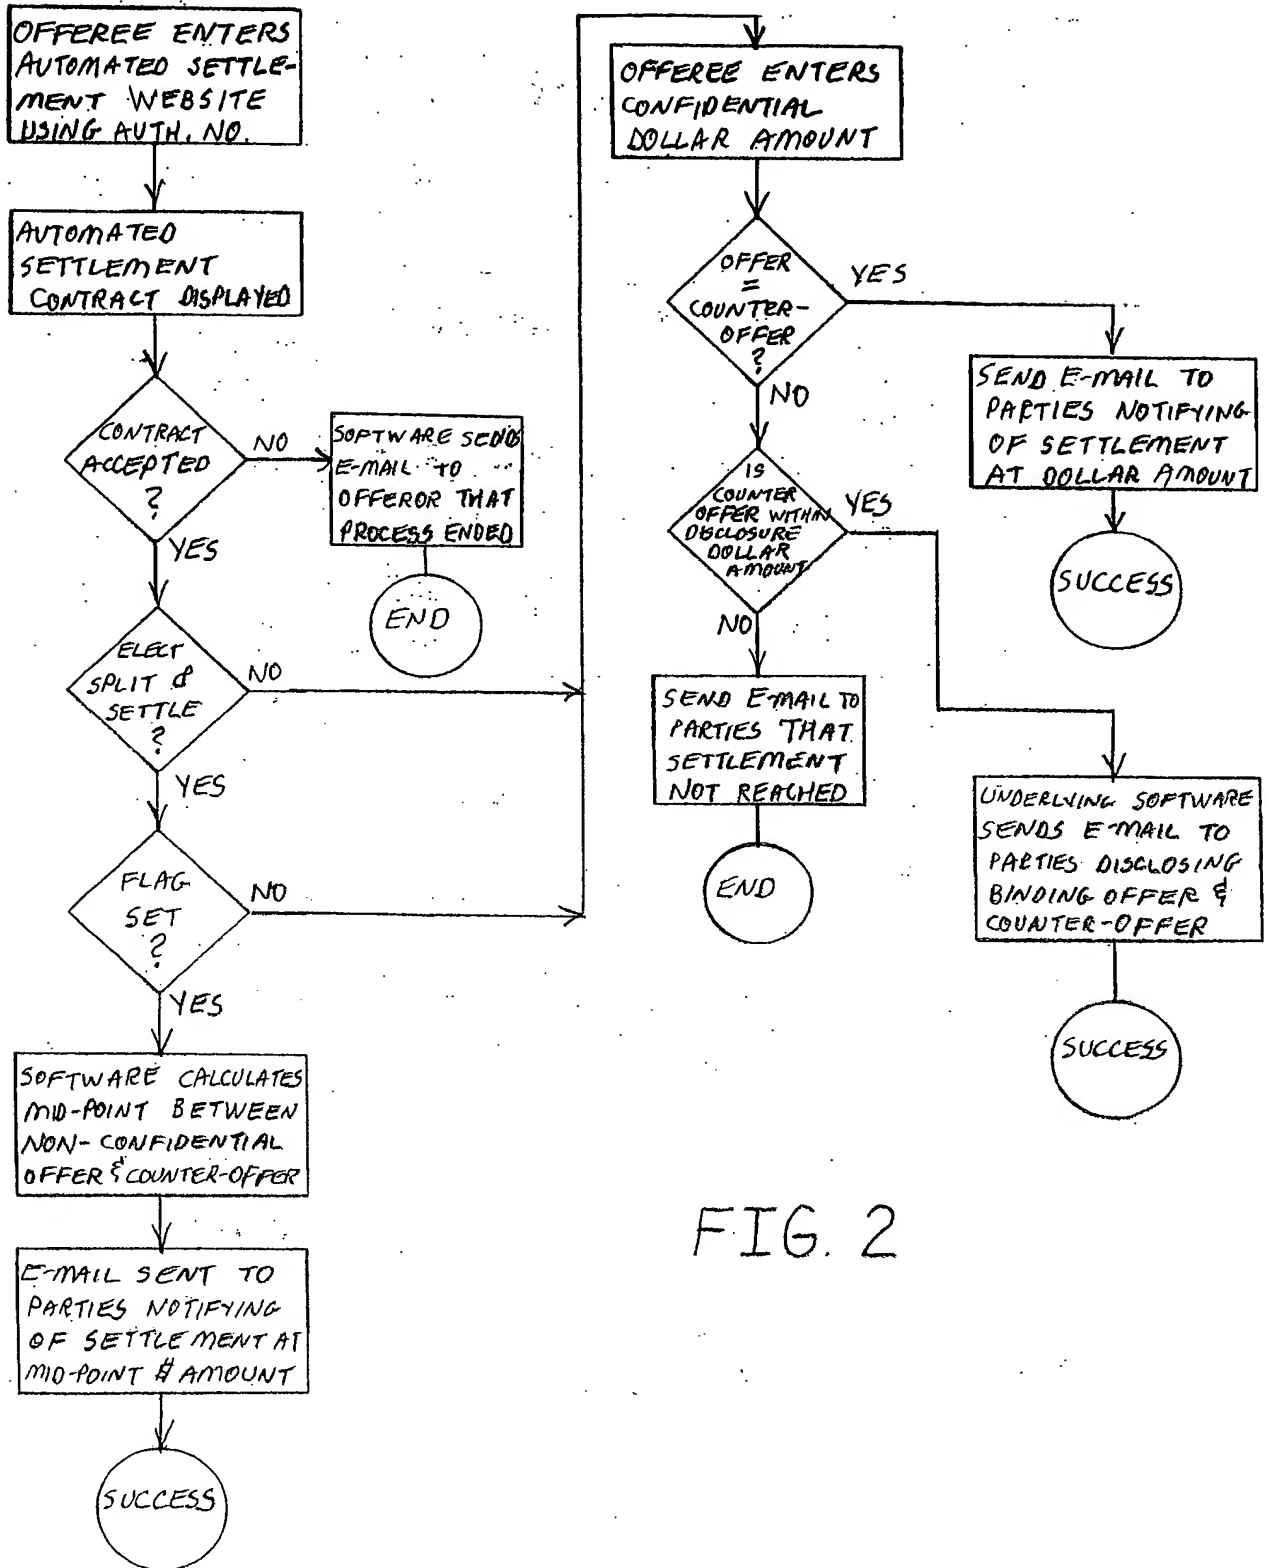 OFFEREE ENTERS
AUTOMATED SETTLE-
MENT WEBSITE
USING AUTH. NO.
AUTOMATED
SETTLEMENT
CONTRACT DISPLAYED
CONTRACT
ACCEPTED
?
NO
SOFTWARE SENDS
E-MAIL TO
OFFEROR THAT
PROCESS ENDED
END
YES
ELECT
SPLIT &
SETTLE
?
NO
YES
FLAG
SET
?
NO
YES
SOFTWARE CALCULATES
MID-POINT BETWEEN
NON-CONFIDENTIAL
OFFER & COUNTER-OFFER
E-MAIL SENT TO
PARTIES NOTIFYING
OF SETTLEMENT AT
MID-POINT $ AMOUNT
SUCCESS
OFFEREE ENTERS
CONFIDENTIAL
DOLLAR AMOUNT
OFFER
=
COUNTER-
OFFER
?
YES
SEND E-MAIL TO
PARTIES NOTIFYING
OF SETTLEMENT
AT DOLLAR AMOUNT
SUCCESS
NO
IS
COUNTER
OFFER WITHIN
DISCLOSURE
DOLLAR
AMOUNT
YES
UNDERLYING SOFTWARE
SENDS E-MAIL TO
PARTIES DISCLOSING
BINDING OFFER &
COUNTER-OFFER
SUCCESS
NO
SEND E-MAIL TO
PARTIES THAT
SETTLEMENT
NOT REACHED
END
FIG. 2